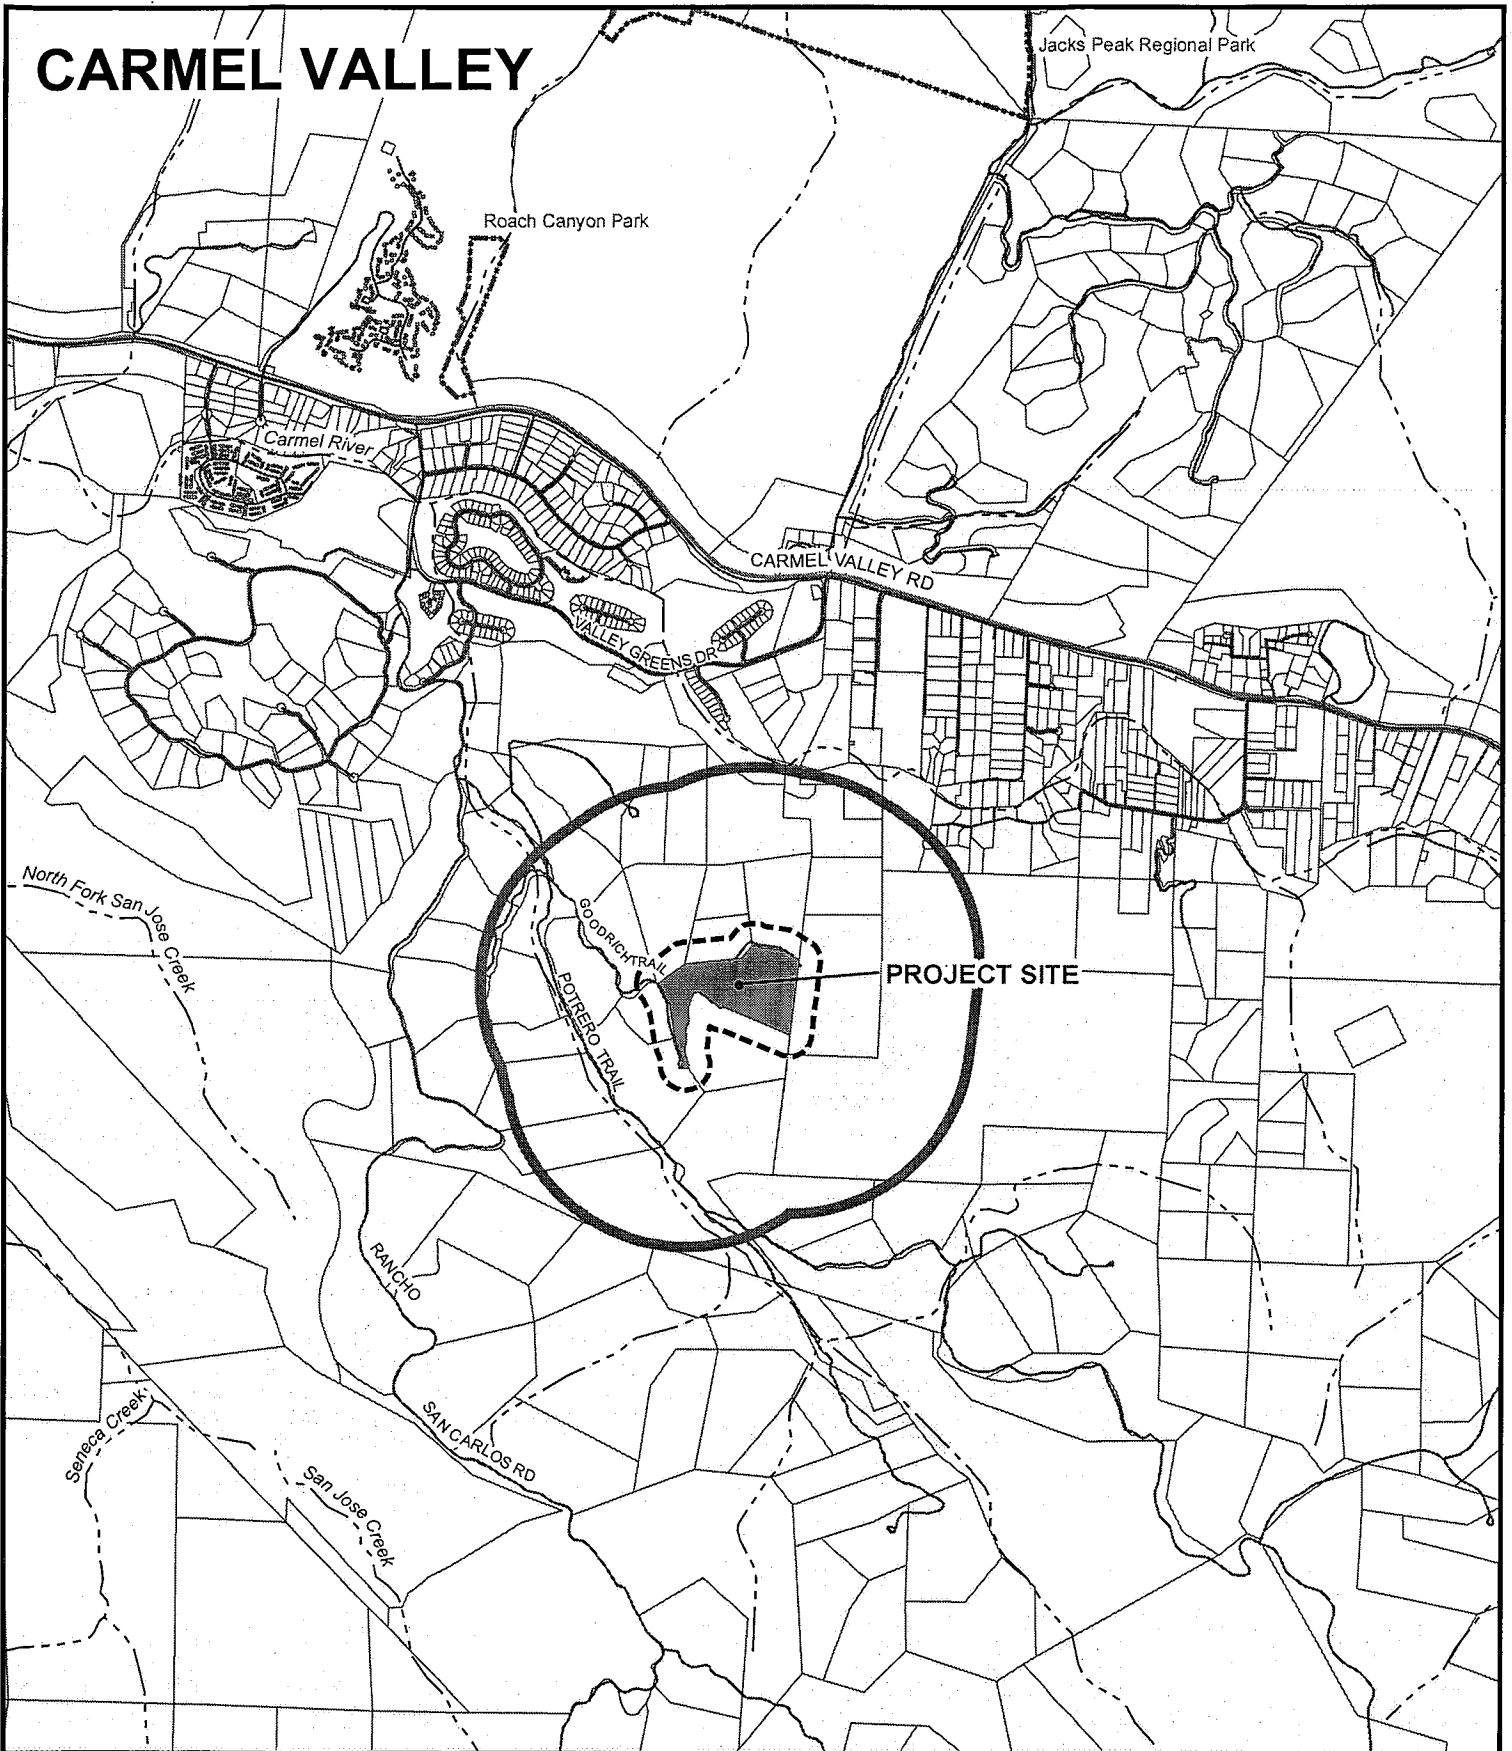 CARMEL VALLEY
Jacks Peak Regional Park
Roach Canyon Park
Carmel River
CARMEL VALLEY RD
VALLEY GREENS DR
North Fork San Jose Creek
GOODRICH TRAIL
PROJECT SITE
POTRERO TRAIL
RANCHO
SAN CARLOS RD
Seneca Creek
San Jose Creek